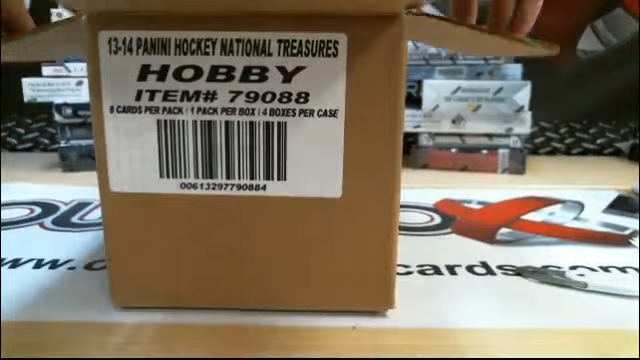 13-14 PANINI HOCKEY NATIONAL TREASURES
HOBBY
ITEM# 79088
8 CARDS PER PACK | 1 PACK PER BOX | 4 BOXES PER CASE
00613297790884
www.
cards.com